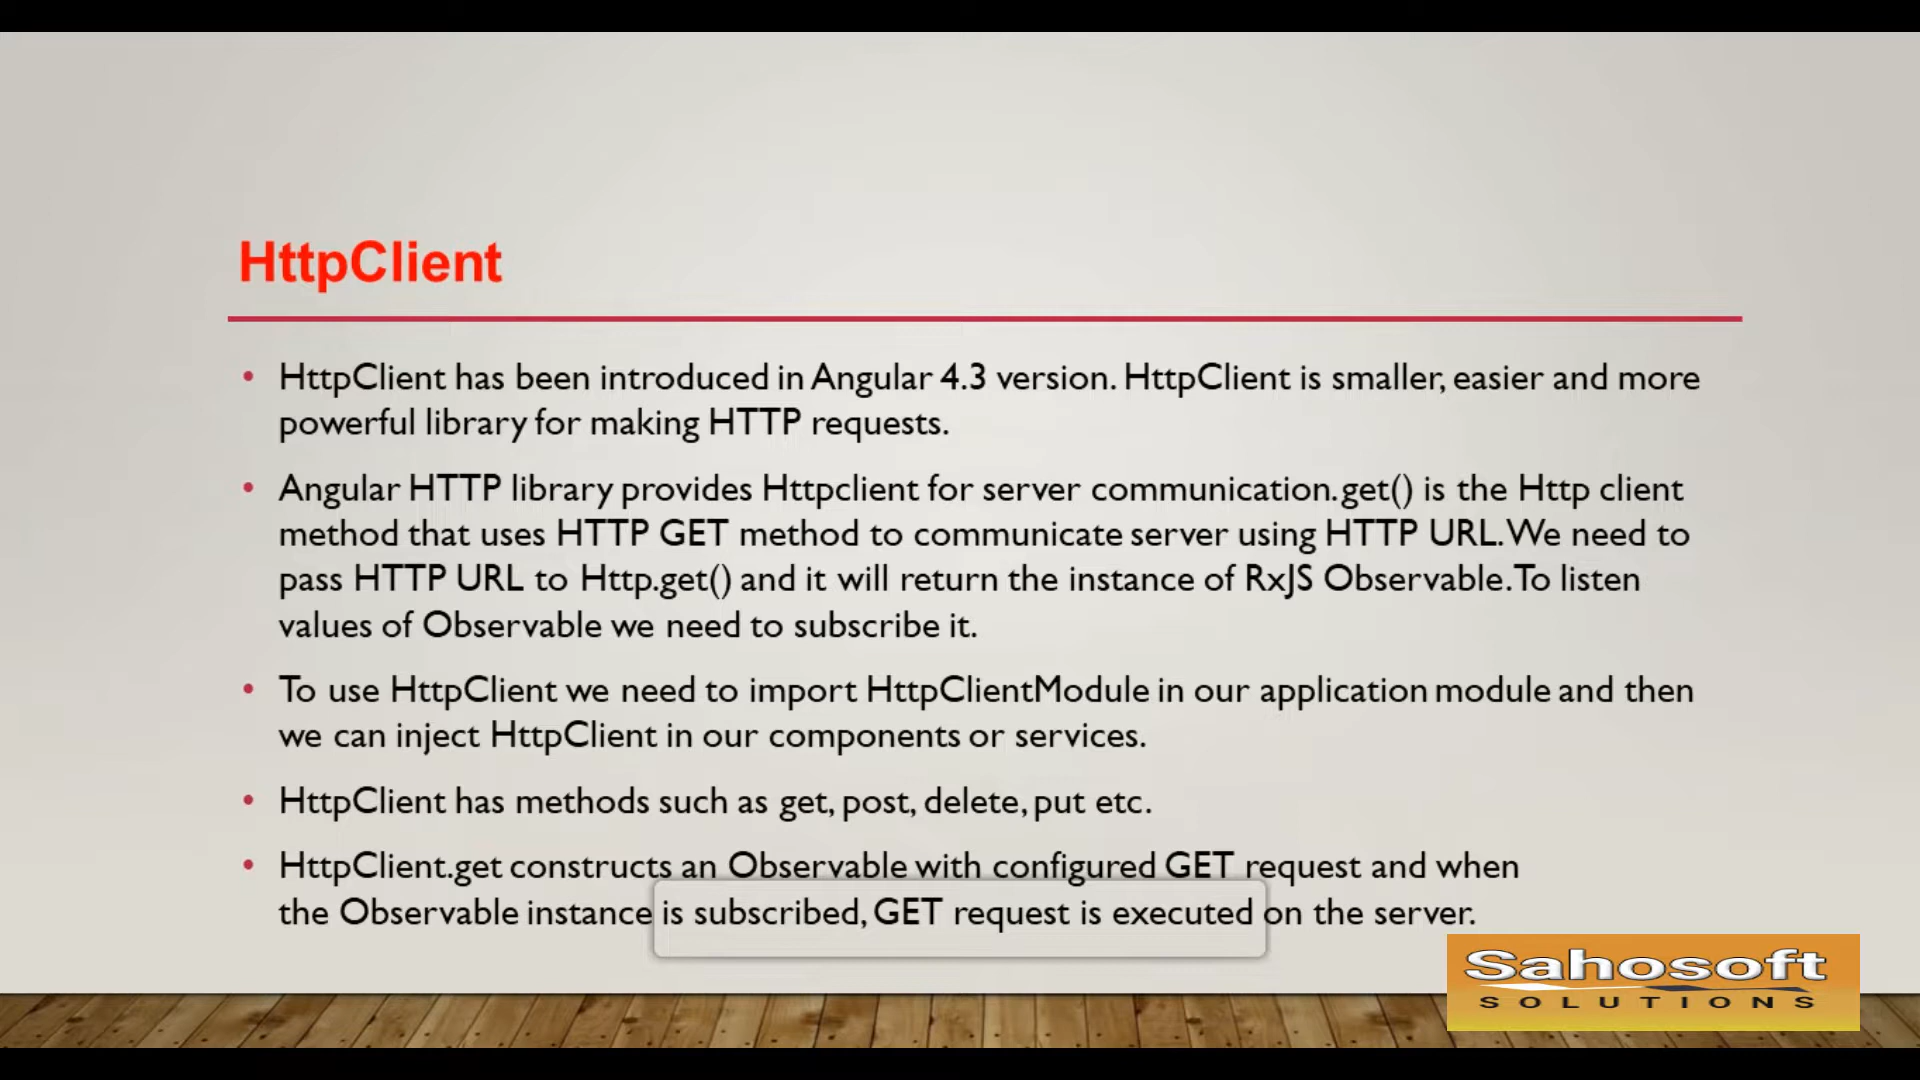 HttpClient
• HttpClient has been introduced in Angular 4.3 version. HttpClient is smaller, easier and more
powerful library for making HTTP requests.
• Angular HTTP library provides Httpclient for server communication. get() is the Http client
method that uses HTTP GET method to communicate server using HTTP URL. We need to
pass HTTP URL to Http.get() and it will return the instance of RxJS Observable. To listen
values of Observable we need to subscribe it.
• To use HttpClient we need to import HttpClientModule in our application module and then
we can inject HttpClient in our components or services.
• HttpClient has methods such as get, post, delete, put etc.
• HttpClient.get constructs an Observable with configured GET request and when
the Observable instance is subscribed, GET request is executed on the server.
Sahosoft
SOLUTIONS